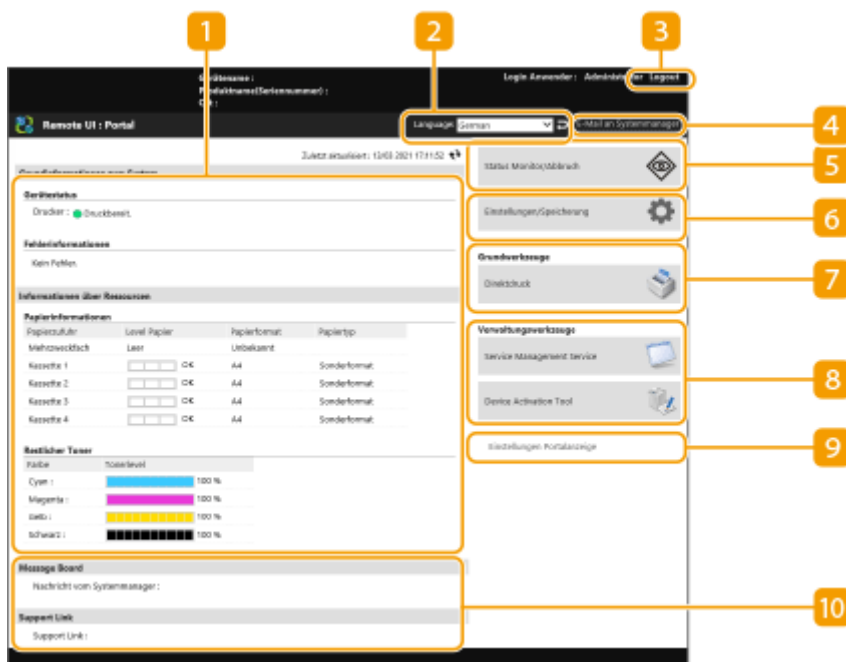 1 2 3
Gerätename :
Login Anwender : Administrator Logout
Produktname(Seriennummer) :
Ort :
Remote UI : Portal
Language: German
E-Mail an Systemmanager
4
Zuletzt aktualisiert : 13/03 2021 17:11:52
Grundinformationen zum System
Gerätestatus
Drucker : Druckbereit.
Fehlerinformationen
Kein Fehler.
Informationen über Ressourcen
Papierinformationen
Papierzufuhr Level Papier Papierformat Papiertyp
Mehrzweckfach Leer Unbekannt
Kassette 1 OK A4 Sonderformat
Kassette 2 OK A4 Sonderformat
Kassette 3 OK A4 Sonderformat
Kassette 4 OK A4 Sonderformat
Restlicher Toner
Farbe Tonerlevel
Cyan : 100 %
Magenta : 100 %
Gelb : 100 %
Schwarz : 100 %
Message Board
Nachricht vom Systemmanager :
Support Link
Support Link :
Status Monitor/Abbruch
5
Einstellungen/Speicherung
6
Grundwerkzeuge
Direktdruck
7
Verwaltungswerkzeuge
Service Management Service
Device Activation Tool
8
Einstellungen Portalanzeige
9
10